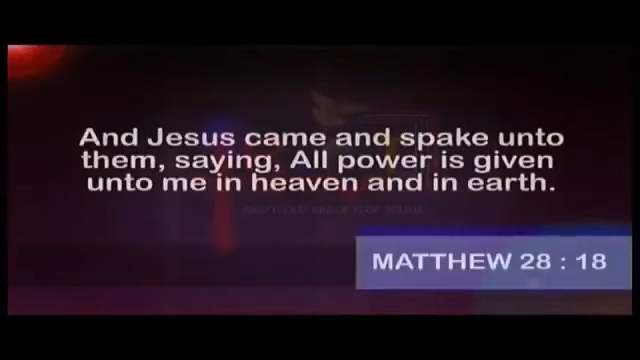 And Jesus came and spake unto
them, saying, All power is given
unto me in heaven and in earth.
MATTHEW 28 : 18